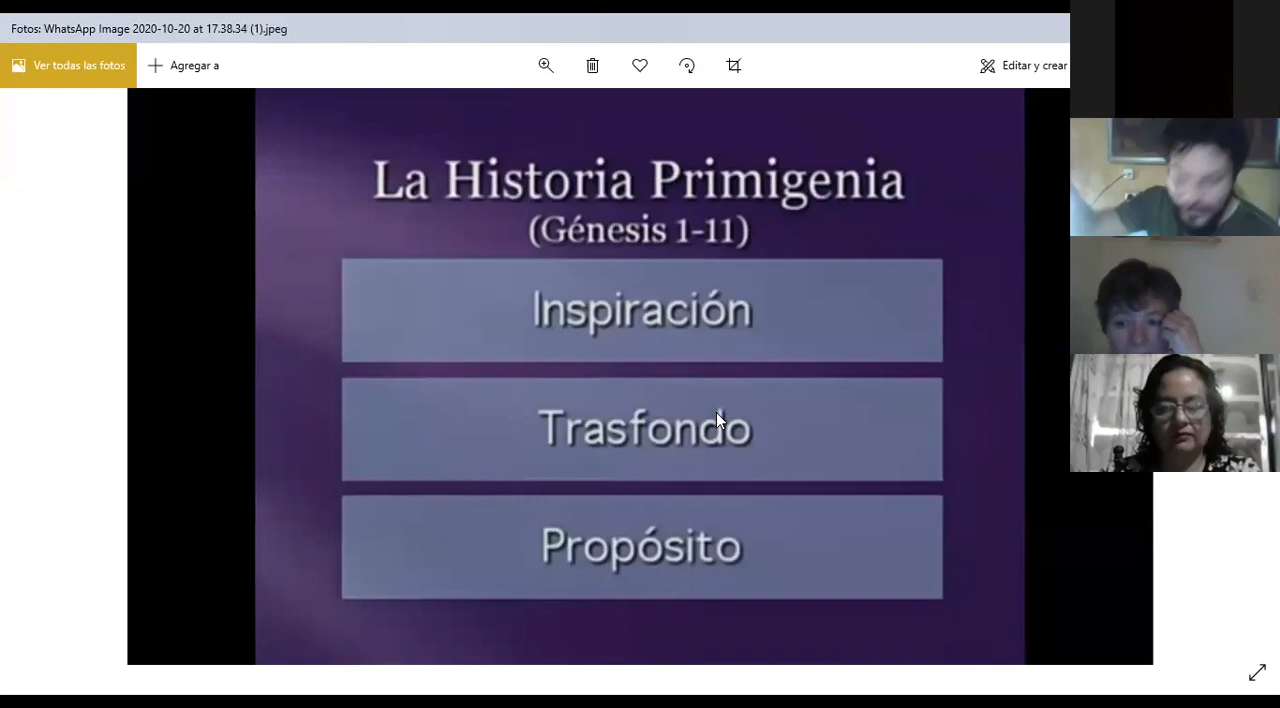 Fotos: WhatsApp Image 2020-10-20 at 17.38.34 (1).jpeg
Ver todas las fotos
Agregar a
Editar y crear
La Historia Primigenia
(Génesis 1-11)
Inspiración
Trasfondo
Propósito